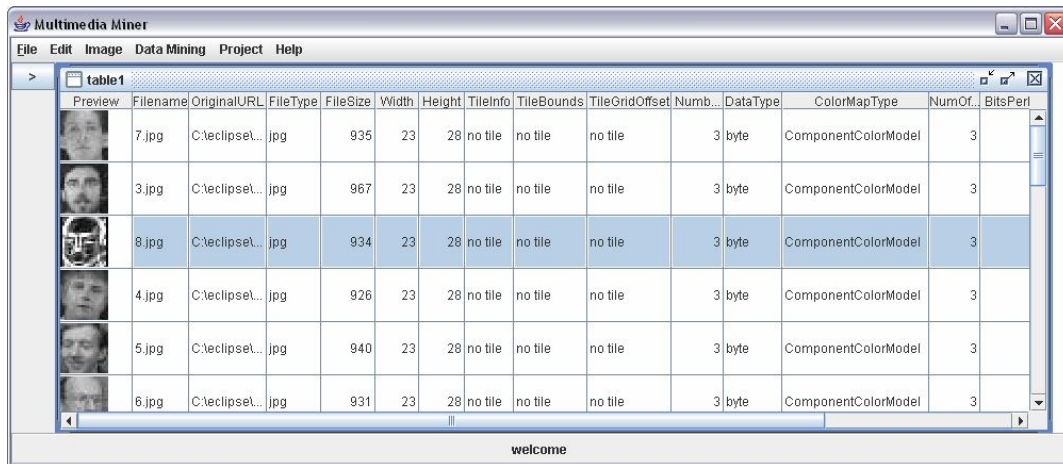 Multimedia Miner
File Edit Image Data Mining Project Help
>
table1
Preview Filename OriginalURL FileType FileSize Width Height TileInfo TileBounds TileGridOffset Numb... DataType ColorMapType NumOf... BitsPerl
7.jpg C:\eclipse\... jpg 935 23 28 no tile no tile no tile 3 byte ComponentColorModel 3
3.jpg C:\eclipse\... jpg 967 23 28 no tile no tile no tile 3 byte ComponentColorModel 3
8.jpg C:\eclipse\... jpg 934 23 28 no tile no tile no tile 3 byte ComponentColorModel 3
4.jpg C:\eclipse\... jpg 926 23 28 no tile no tile no tile 3 byte ComponentColorModel 3
5.jpg C:\eclipse\... jpg 940 23 28 no tile no tile no tile 3 byte ComponentColorModel 3
6.jpg C:\eclipse\... jpg 931 23 28 no tile no tile no tile 3 byte ComponentColorModel 3
welcome